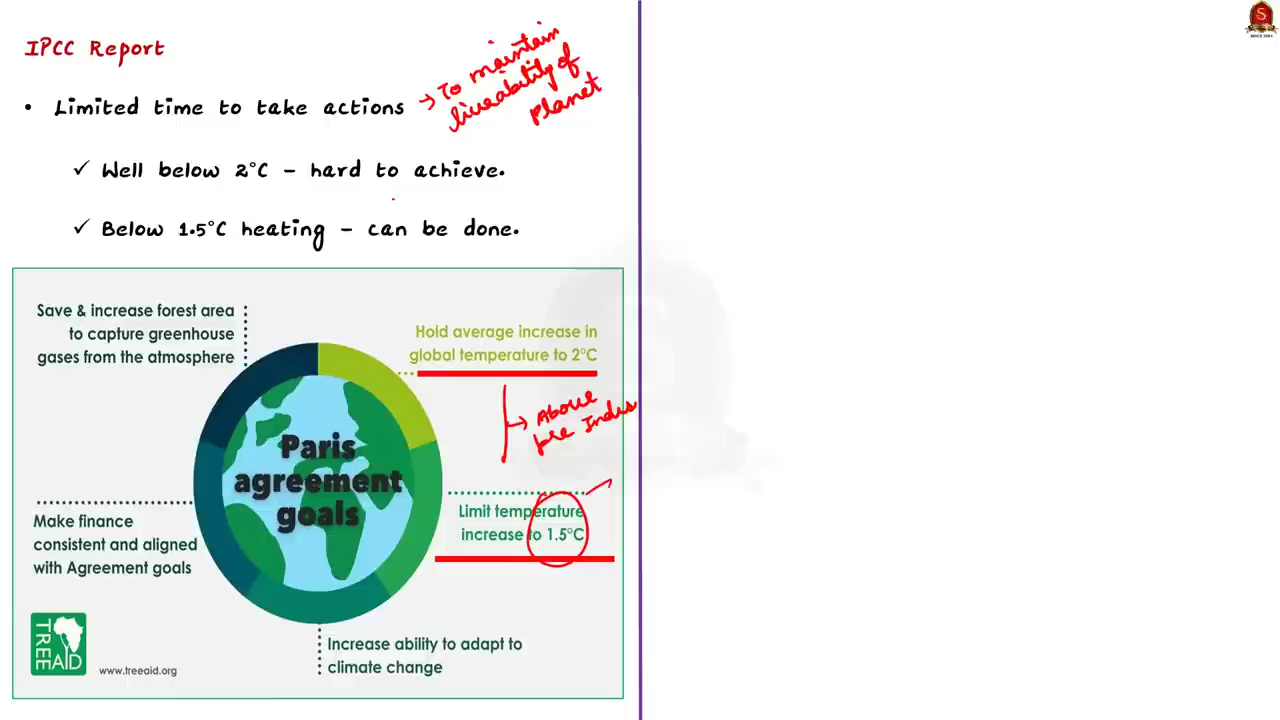 IPCC Report
• Limited time to take actions
→ To maintain
liveability of
planet
✓ Well below 2°C – hard to achieve.
✓ Below 1.5°C heating – can be done.
Save & increase forest area
to capture greenhouse
gases from the atmosphere
Hold average increase in
global temperature to 2°C
→ Above
pre Indus
Paris
agreement
goals
Limit temperature
increase to 1.5°C
Make finance
consistent and aligned
with Agreement goals
Increase ability to adapt to
climate change
TREE
AID
www.treeaid.org
S
SINCE 2004